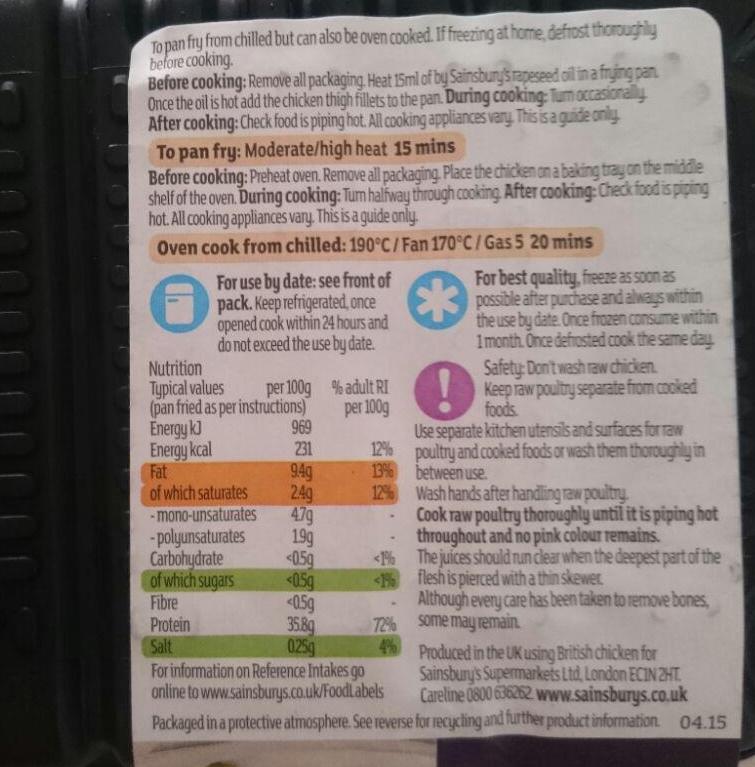 To pan fry from chilled but can also be oven cooked. If freezing at home, defrost thoroughly
before cooking.
Before cooking: Remove all packaging. Heat 15ml of by Sainsbury's rapeseed oil in a frying pan.
Once the oil is hot add the chicken thigh fillets to the pan. During cooking: Turn occasionally.
After cooking: Check food is piping hot. All cooking appliances vary. This is a guide only.
To pan fry: Moderate/high heat 15 mins
Before cooking: Preheat oven. Remove all packaging. Place the chicken on a baking tray on the middle
shelf of the oven. During cooking: Turn halfway through cooking. After cooking: Check food is piping
hot. All cooking appliances vary. This is a guide only.
Oven cook from chilled: 190°C / Fan 170°C / Gas 5 20 mins
For use by date: see front of
pack. Keep refrigerated, once
opened cook within 24 hours and
do not exceed the use by date.
For best quality, freeze as soon as
possible after purchase and always within
the use by date. Once frozen consume within
1 month. Once defrosted cook the same day.
Nutrition
Typical values per 100g % adult RI
(pan fried as per instructions) per 100g
Energy kJ 969
Energy kcal 231 12%
Fat 9.4g 13%
of which saturates 2.4g 12%
- mono-unsaturates 4.7g -
- polyunsaturates 1.9g -
Carbohydrate <0.5g <1%
of which sugars <0.5g <1%
Fibre <0.5g -
Protein 35.8g 72%
Salt 0.25g 4%
For information on Reference Intakes go
online to www.sainsburys.co.uk/FoodLabels
Safety: Don't wash raw chicken.
Keep raw poultry separate from cooked
foods.
Use separate kitchen utensils and surfaces for raw
poultry and cooked foods or wash them thoroughly in
between use.
Wash hands after handling raw poultry.
Cook raw poultry thoroughly until it is piping hot
throughout and no pink colour remains.
The juices should run clear when the deepest part of the
flesh is pierced with a thin skewer.
Although every care has been taken to remove bones,
some may remain.
Produced in the UK using British chicken for
Sainsbury's Supermarkets Ltd, London EC1N 2HT.
Careline 0800 636262. www.sainsburys.co.uk
Packaged in a protective atmosphere. See reverse for recycling and further product information. 04.15